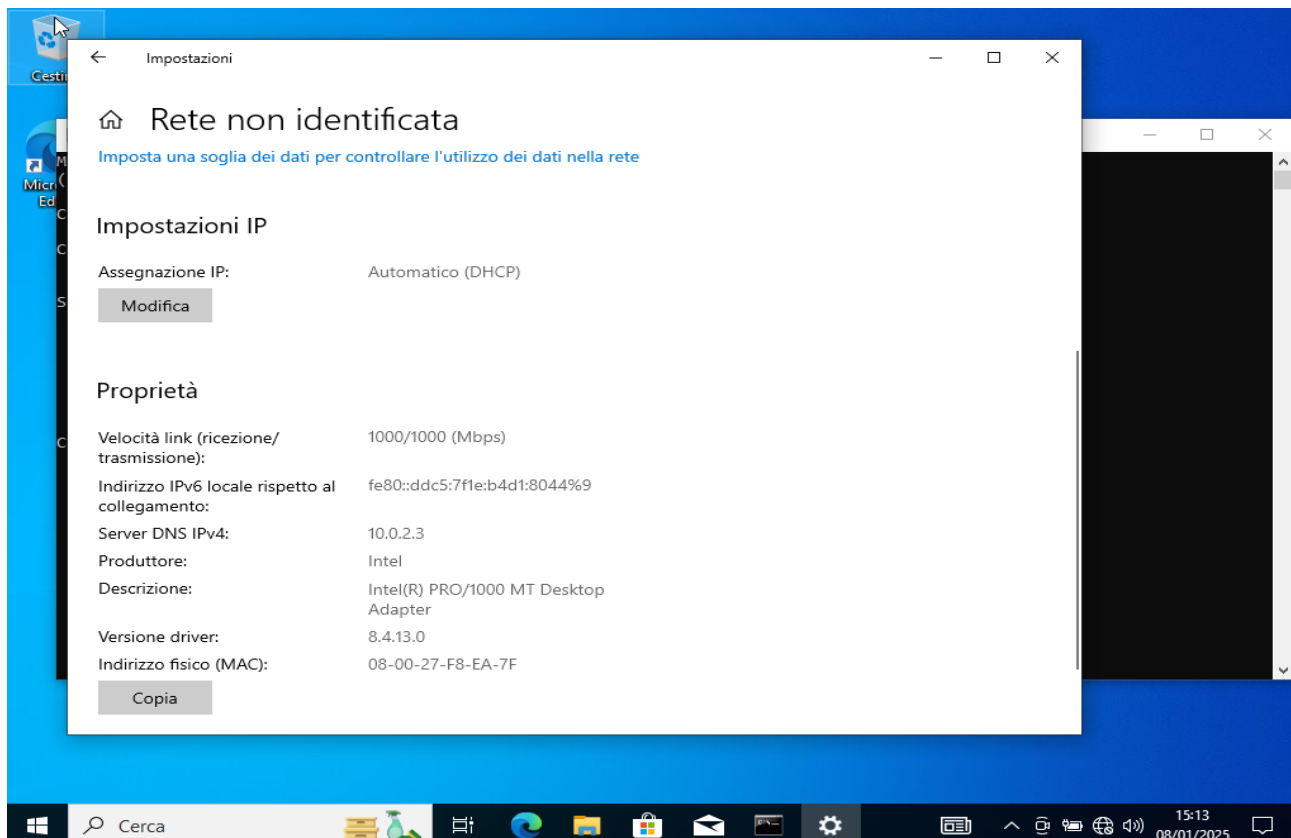 Cestin
Impostazioni
Rete non identificata
Imposta una soglia dei dati per controllare l'utilizzo dei dati nella rete
Micr
Ed
M
(
C
C
S
C
Impostazioni IP
Assegnazione IP: Automatico (DHCP)
Modifica
Proprietà
Velocità link (ricezione/ 1000/1000 (Mbps)
trasmissione):
Indirizzo IPv6 locale rispetto al fe80::ddc5:7f1e:b4d1:8044%9
collegamento:
Server DNS IPv4: 10.0.2.3
Produttore: Intel
Descrizione: Intel(R) PRO/1000 MT Desktop
Adapter
Versione driver: 8.4.13.0
Indirizzo fisico (MAC): 08-00-27-F8-EA-7F
Copia
Cerca
15:13
08/01/2025